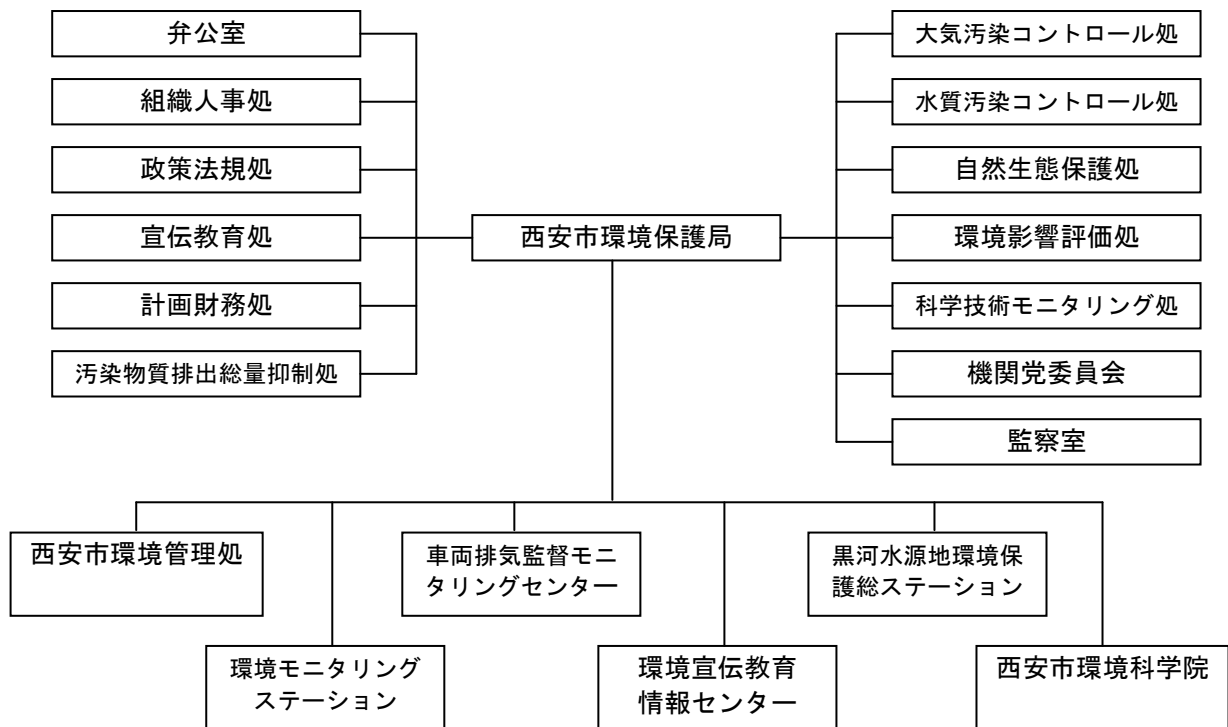 弁公室
組織人事処
政策法規処
宣伝教育処
計画財務処
汚染物質排出総量抑制処
西安市環境保護局
大気汚染コントロール処
水質汚染コントロール処
自然生態保護処
環境影響評価処
科学技術モニタリング処
機関党委員会
監察室
西安市環境管理処
車両排気監督モニ
タリングセンター
黒河水源地環境保
護総ステーション
環境モニタリング
ステーション
環境宣伝教育
情報センター
西安市環境科学院